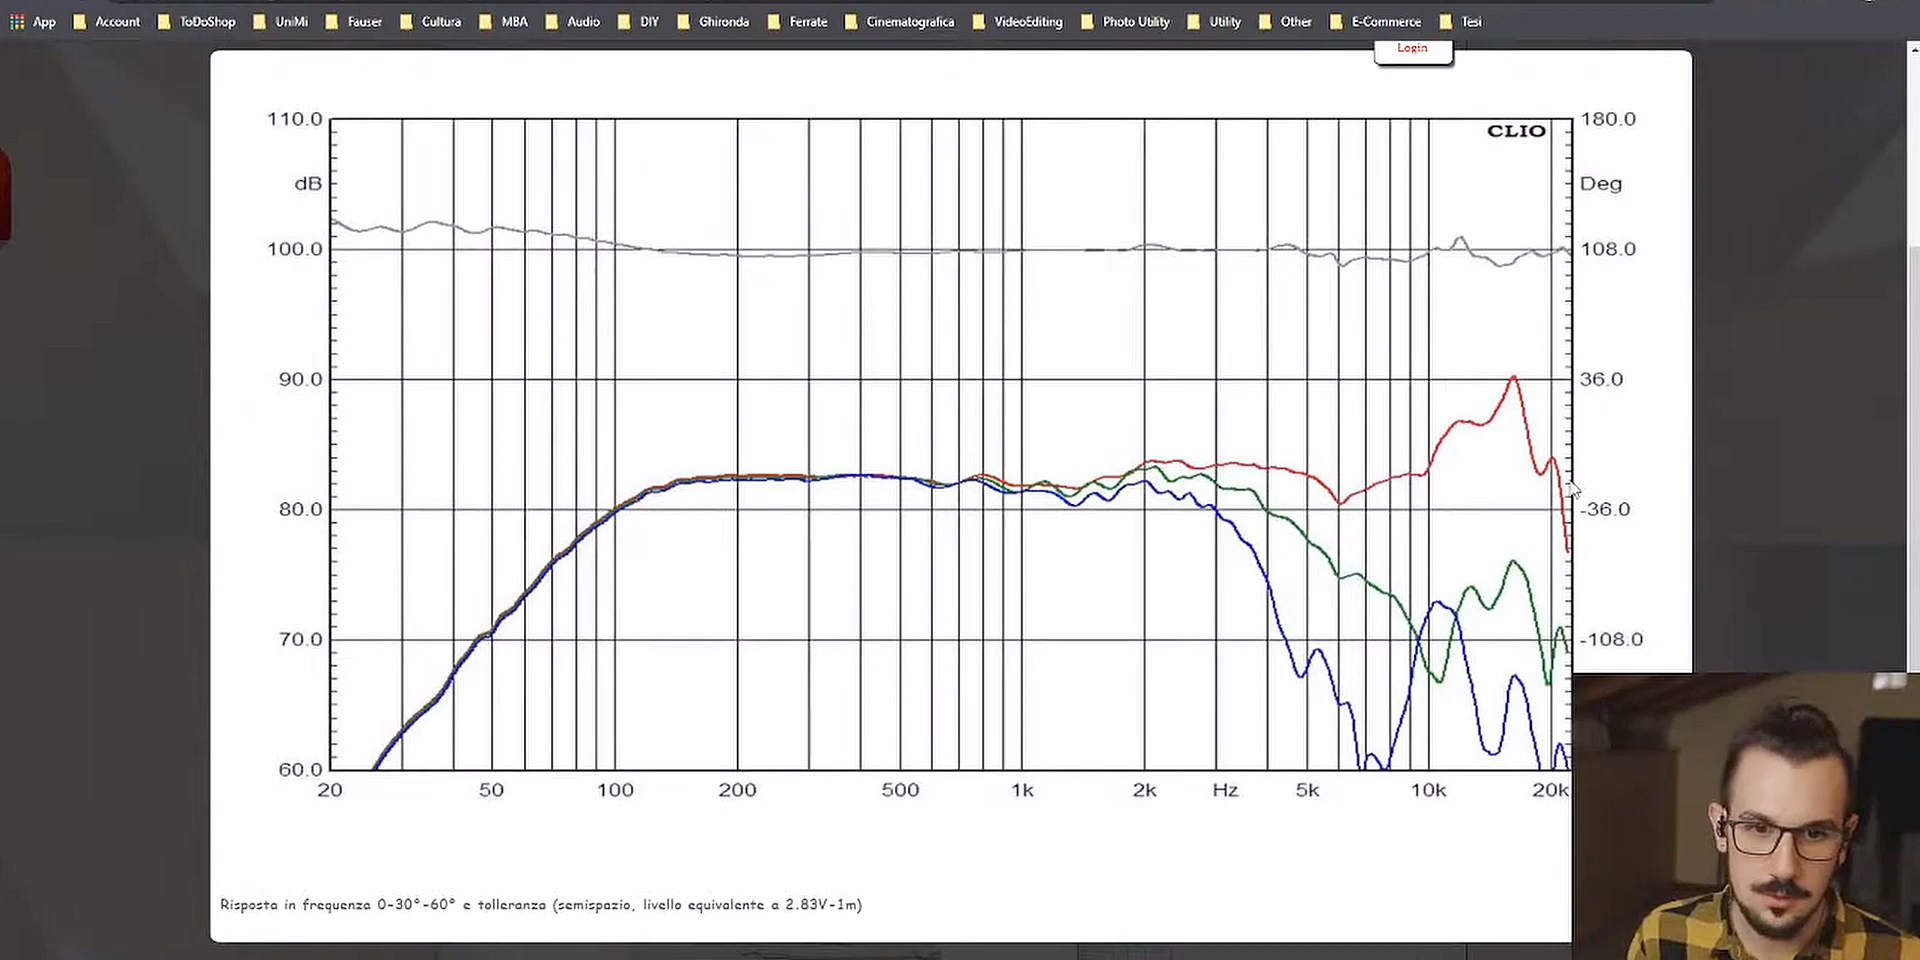 App Account ToDoShop UniMi Fauser Cultura MBA Audio DIY Ghironda Ferrate Cinematografica VideoEditing Photo Utility Utility Other E-Commerce Tesi
Login
110.0 180.0
CLIO
dB Deg
100.0 108.0
90.0 36.0
80.0 -36.0
70.0 -108.0
60.0
20 50 100 200 500 1k 2k Hz 5k 10k 20k
Risposta in frequenza 0-30°-60° e tolleranza (semispazio, livello equivalente a 2.83V-1m)